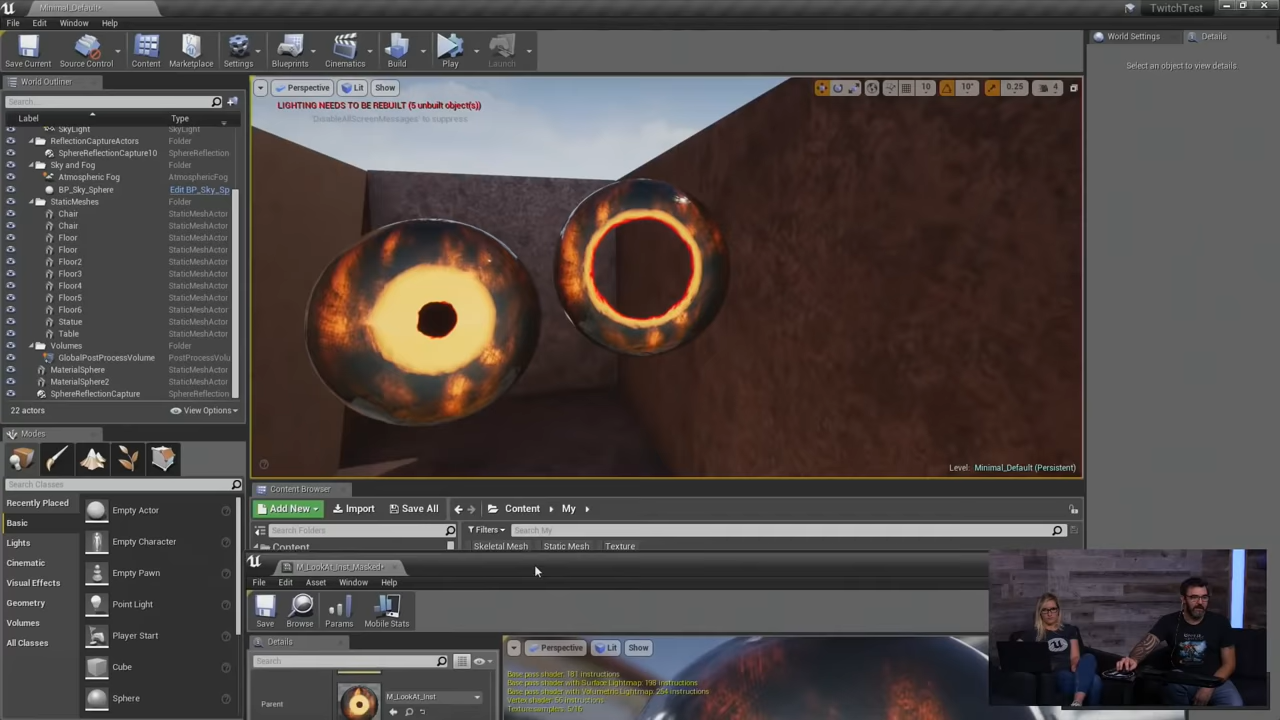 Minimal_Default*
TwitchTest
File Edit Window Help
Save Current Source Control Content Marketplace Settings Blueprints Cinematics Build Play Launch
World Outliner
Search
Label Type
SkyLight SkyLight
ReflectionCaptureActors Folder
SphereReflectionCapture10 SphereReflection
Sky and Fog Folder
Atmospheric Fog AtmosphericFog
BP_Sky_Sphere Edit BP_Sky_Sp
StaticMeshes Folder
Chair StaticMeshActor
Chair StaticMeshActor
Floor StaticMeshActor
Floor StaticMeshActor
Floor2 StaticMeshActor
Floor3 StaticMeshActor
Floor4 StaticMeshActor
Floor5 StaticMeshActor
Floor6 StaticMeshActor
Statue StaticMeshActor
Table StaticMeshActor
Volumes Folder
GlobalPostProcessVolume PostProcessVolu
MaterialSphere StaticMeshActor
MaterialSphere2 StaticMeshActor
SphereReflectionCapture SphereReflection
22 actors View Options
Modes
Search Classes
Recently Placed
Basic
Lights
Cinematic
Visual Effects
Geometry
Volumes
All Classes
Empty Actor
Empty Character
Empty Pawn
Point Light
Player Start
Cube
Sphere
Perspective Lit Show
10 10° 0.25 4
LIGHTING NEEDS TO BE REBUILT (5 unbuilt object(s))
'DisableAllScreenMessages' to suppress
Level: Minimal_Default (Persistent)
World Settings Details
Select an object to view details
Content Browser
Add New Import Save All Content My
Search Folders Filters Search My
Content Skeletal Mesh Static Mesh Texture
M_LookAt_Inst_Masked*
File Edit Asset Window Help
Save Browse Params Mobile Stats
Details
Search
Parent M_LookAt_Inst
Perspective Lit Show
Base pass shader: 181 instructions
Base pass shader with Surface Lightmap: 198 instructions
Base pass shader with Volumetric Lightmap: 254 instructions
Vertex shader: 56 instructions
Texture samplers: 5/16